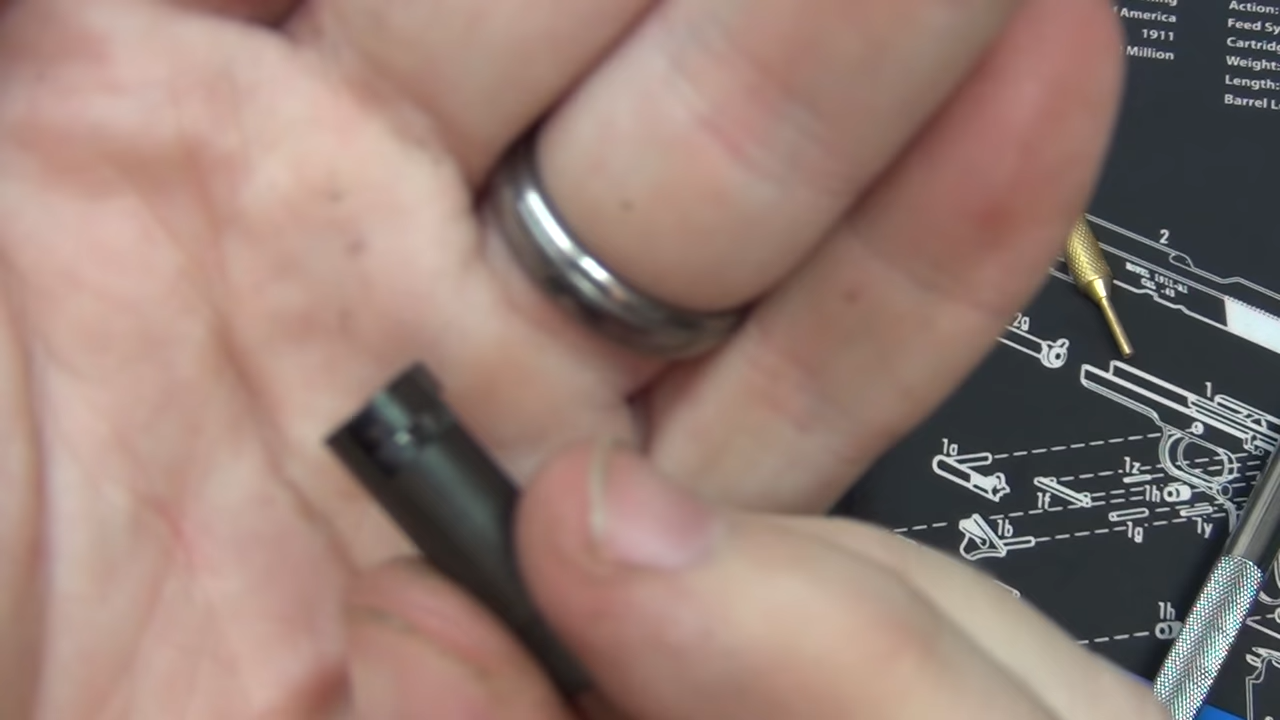 America
1911
Million
Action:
Feed Sy
Cartrid
Weight:
Length:
Barrel L
2
MODEL 1911-A1
CAL .45
2g
1
1a
1z
1h
1f
1b
1g
1y
1h